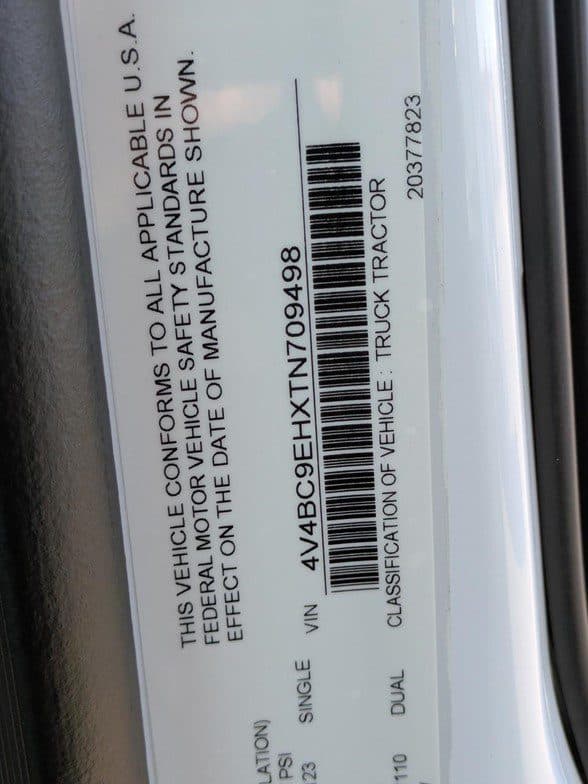 THIS VEHICLE CONFORMS TO ALL APPLICABLE U.S.A.
FEDERAL MOTOR VEHICLE SAFETY STANDARDS IN
EFFECT ON THE DATE OF MANUFACTURE SHOWN.
LATION)
PSI
23 SINGLE VIN 4V4BC9EHXTN709498
110 DUAL CLASSIFICATION OF VEHICLE : TRUCK TRACTOR
20377823